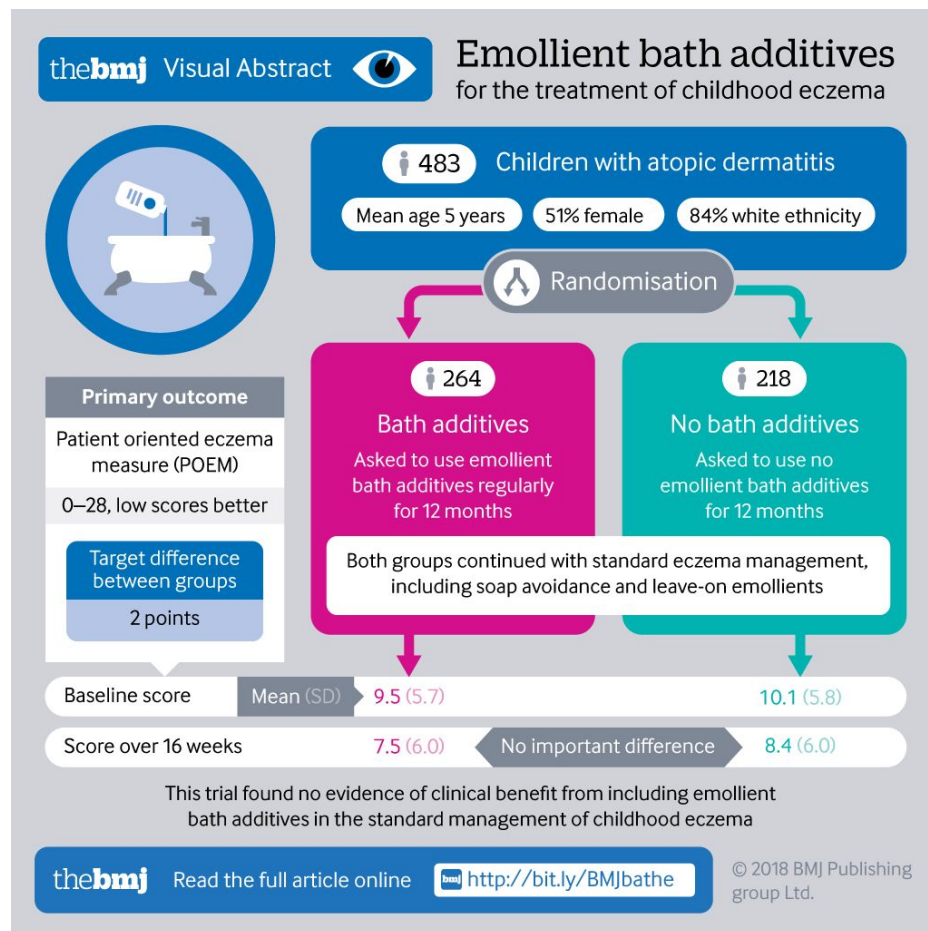 thebmj Visual Abstract
Emollient bath additives
for the treatment of childhood eczema
483 Children with atopic dermatitis
Mean age 5 years 51% female 84% white ethnicity
Randomisation
264
Bath additives
Asked to use emollient
bath additives regularly
for 12 months
218
No bath additives
Asked to use no
emollient bath additives
for 12 months
Both groups continued with standard eczema management,
including soap avoidance and leave-on emollients
Primary outcome
Patient oriented eczema
measure (POEM)
0–28, low scores better
Target difference
between groups
2 points
Baseline score Mean (SD) 9.5 (5.7) 10.1 (5.8)
Score over 16 weeks 7.5 (6.0) No important difference 8.4 (6.0)
This trial found no evidence of clinical benefit from including emollient
bath additives in the standard management of childhood eczema
thebmj Read the full article online bmj http://bit.ly/BMJbathe
© 2018 BMJ Publishing
group Ltd.